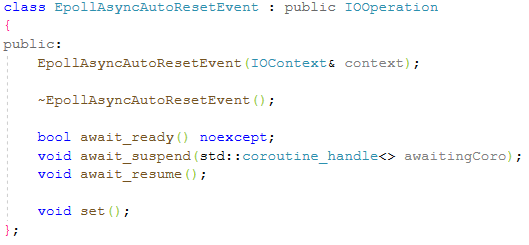 class EpollAsyncAutoResetEvent : public IOOperation
{
public:
    EpollAsyncAutoResetEvent(IOContext& context);
    ~EpollAsyncAutoResetEvent();
    bool await_ready() noexcept;
    void await_suspend(std::coroutine_handle<> awaitingCoro);
    void await_resume();
    void set();
};